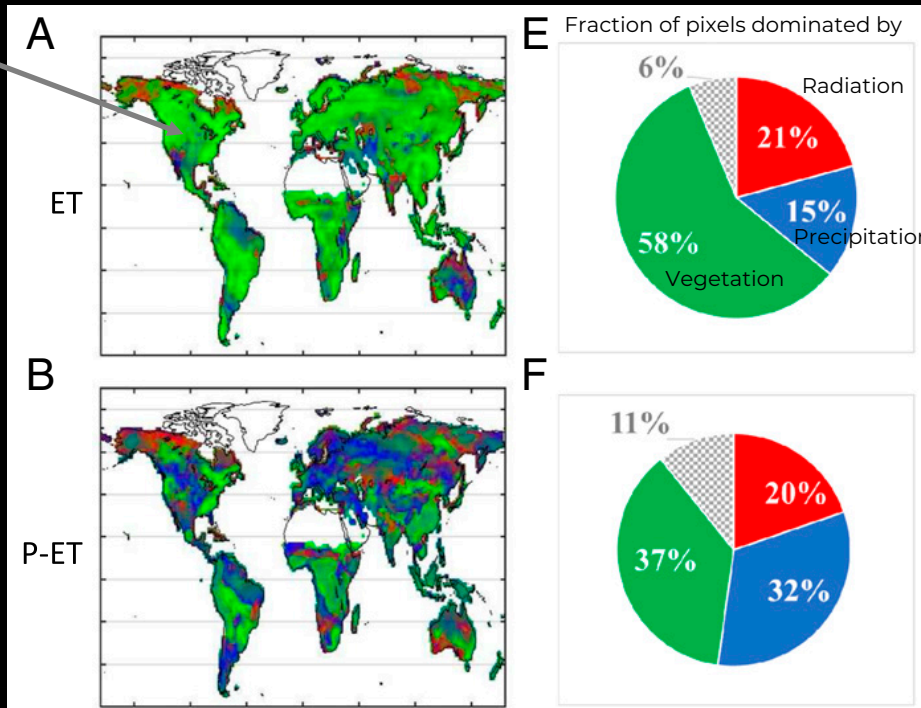 A
E
Fraction of pixels dominated by
6%
Radiation
21%
ET
15%
Precipitation
58%
Vegetation
B
F
11%
20%
P-ET
37%
32%